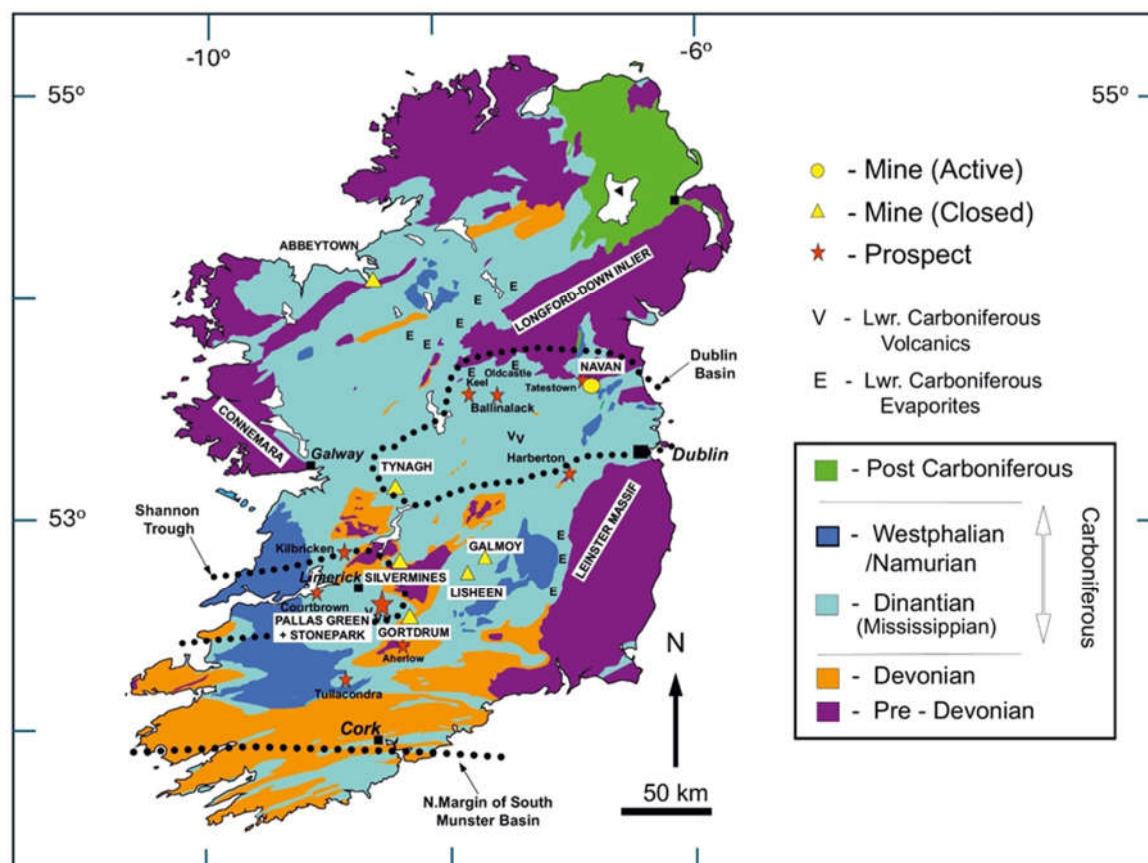 -10º
-6º
55º
55º
- Mine (Active)
- Mine (Closed)
- Prospect
V - Lwr. Carboniferous
Volcanics
E - Lwr. Carboniferous
Evaporites
ABBEYTOWN
LONGFORD-DOWN INLIER
E
E
E
E
E
E
E
Oldcastle
Keel
Ballinalack
Tatestown
NAVAN
Dublin
Basin
CONNEMARA
Galway
TYNAGH
V
V
Harberton
Dublin
LEINSTER MASSIF
53º
53º
Shannon
Trough
Kilbricken
Limerick
SILVERMINES
GALMOY
LISHEEN
E
E
E
Courtbrown
V
PALLAS GREEN
+ STONEPARK
GORTDRUM
Aherlow
Tullacondra
Cork
N.Margin of South
Munster Basin
N
50 km
- Post Carboniferous
- Westphalian
/Namurian
- Dinantian
(Mississippian)
- Devonian
- Pre - Devonian
Carboniferous
-10º
-6º